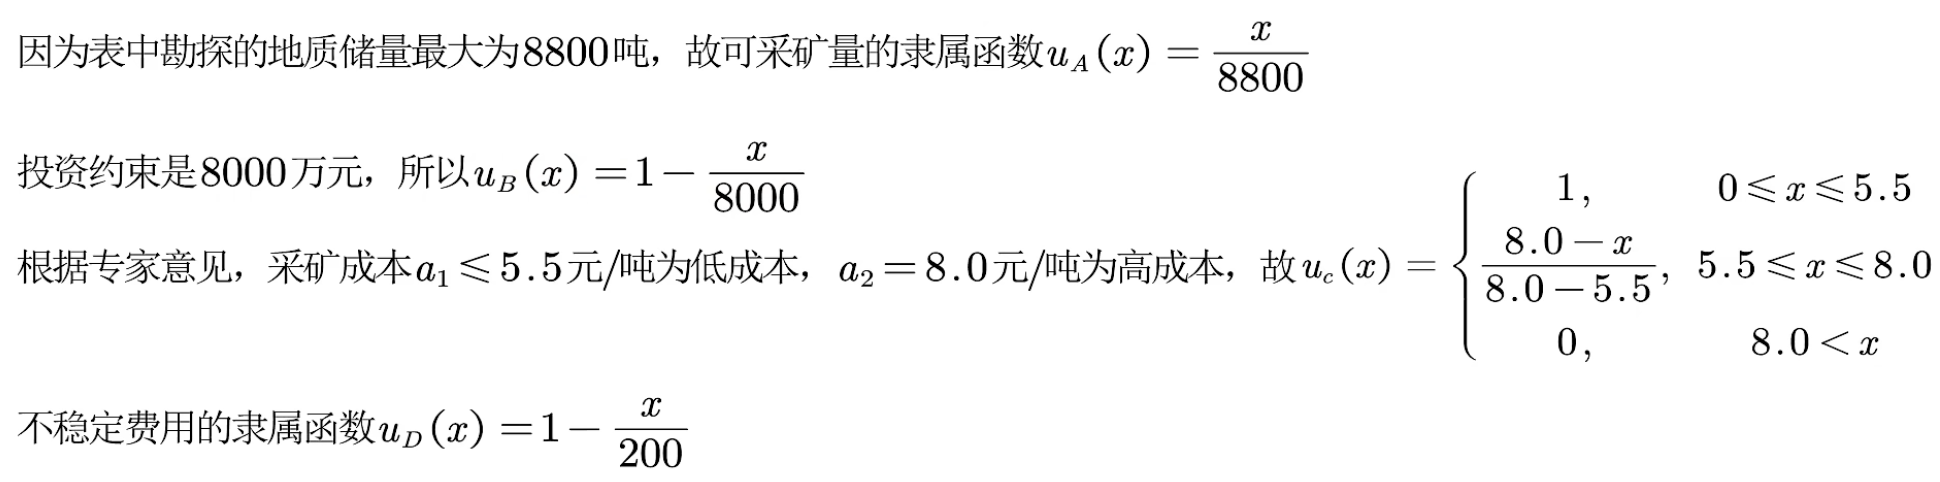 因为表中勘探的地质储量最大为8800吨，故可采矿量的隶属函数$u_A(x)=\frac{x}{8800}$
投资约束是8000万元，所以$u_B(x)=1-\frac{x}{8000}$
根据专家意见，采矿成本$a_1\leqslant 5.5$元/吨为低成本，$a_2=8.0$元/吨为高成本，故$u_c(x)=\begin{cases}1, & 0\leqslant x\leqslant 5.5\\ \frac{8.0-x}{8.0-5.5}, & 5.5\leqslant x\leqslant 8.0\\ 0, & 8.0<x\end{cases}$
不稳定费用的隶属函数$u_D(x)=1-\frac{x}{200}$